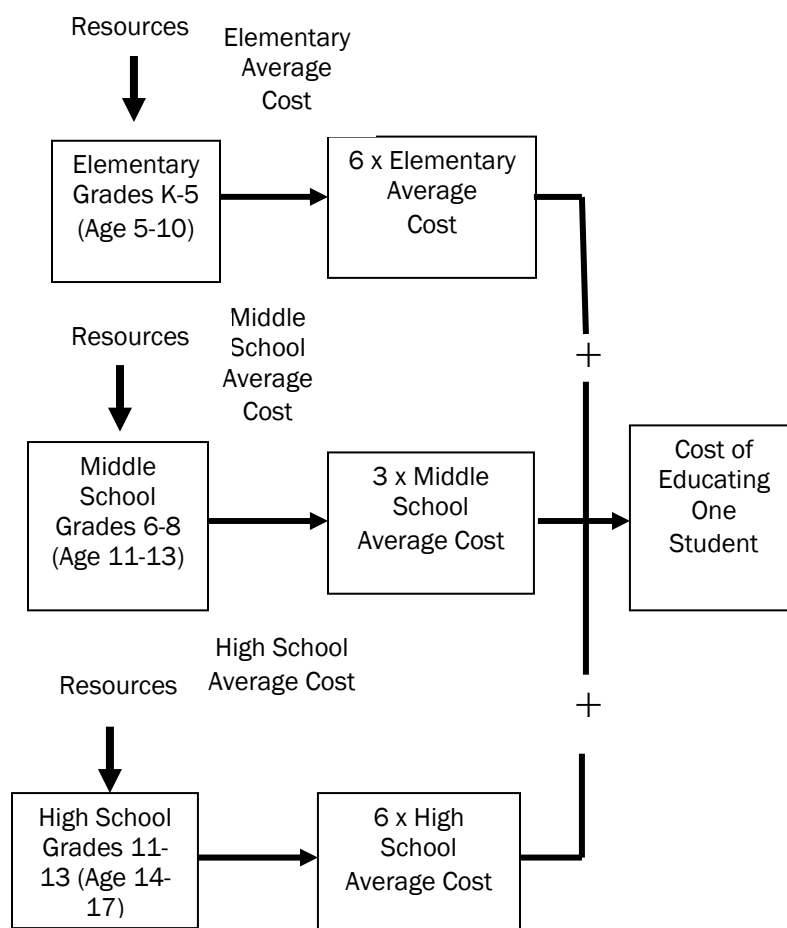 Resources
Elementary
Average
Cost
Elementary
Grades K-5
(Age 5-10)
6 x Elementary
Average
Cost
+
Resources
Middle
School
Average
Cost
Middle
School
Grades 6-8
(Age 11-13)
3 x Middle
School
Average Cost
Cost of
Educating
One
Student
Resources
High School
Average Cost
+
High School
Grades 11-
13 (Age 14-
17)
6 x High
School
Average Cost